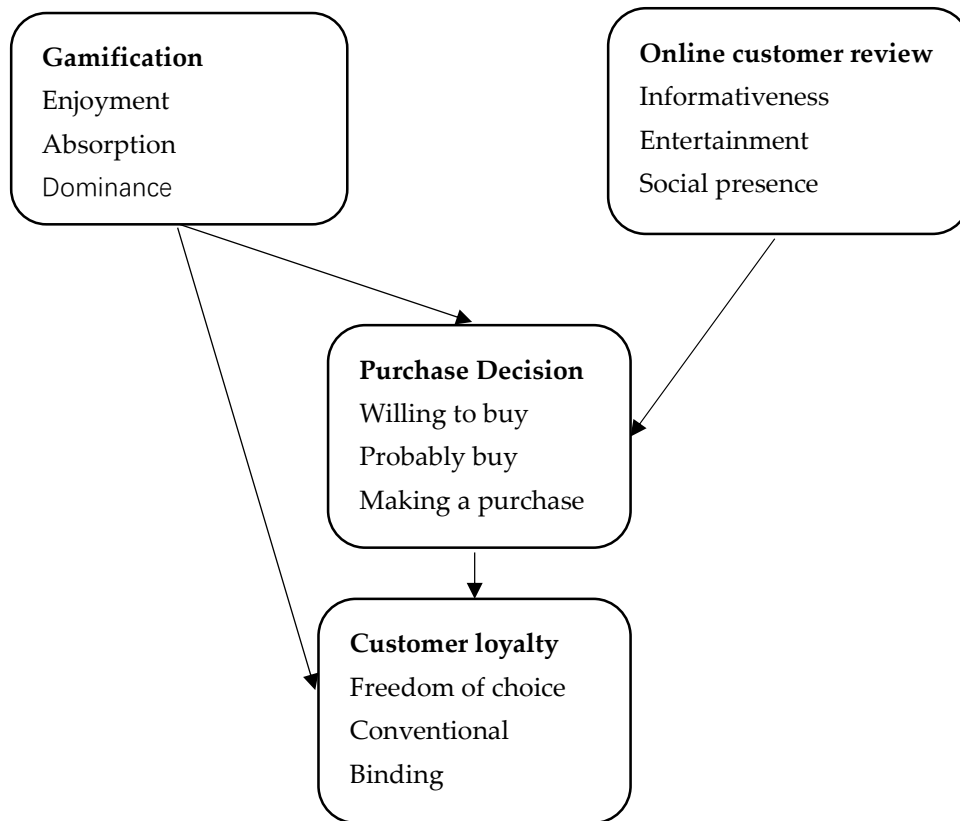 Gamification
Enjoyment
Absorption
Dominance
Online customer review
Informativeness
Entertainment
Social presence
Purchase Decision
Willing to buy
Probably buy
Making a purchase
Customer loyalty
Freedom of choice
Conventional
Binding